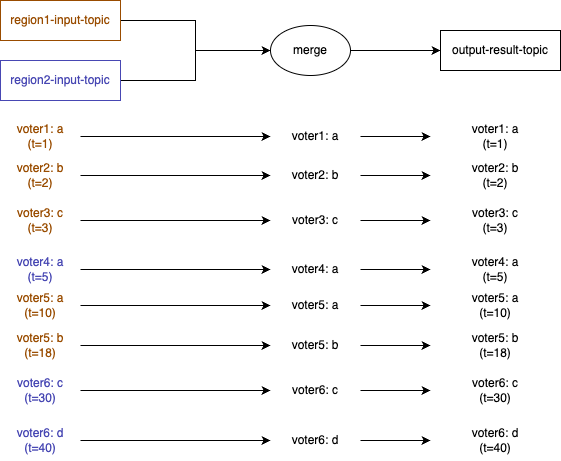 region1-input-topic
merge
output-result-topic
region2-input-topic
voter1: a
(t=1)
voter1: a
voter1: a
(t=1)
voter2: b
(t=2)
voter2: b
voter2: b
(t=2)
voter3: c
(t=3)
voter3: c
voter3: c
(t=3)
voter4: a
(t=5)
voter4: a
voter4: a
(t=5)
voter5: a
(t=10)
voter5: a
voter5: a
(t=10)
voter5: b
(t=18)
voter5: b
voter5: b
(t=18)
voter6: c
(t=30)
voter6: c
voter6: c
(t=30)
voter6: d
(t=40)
voter6: d
voter6: d
(t=40)